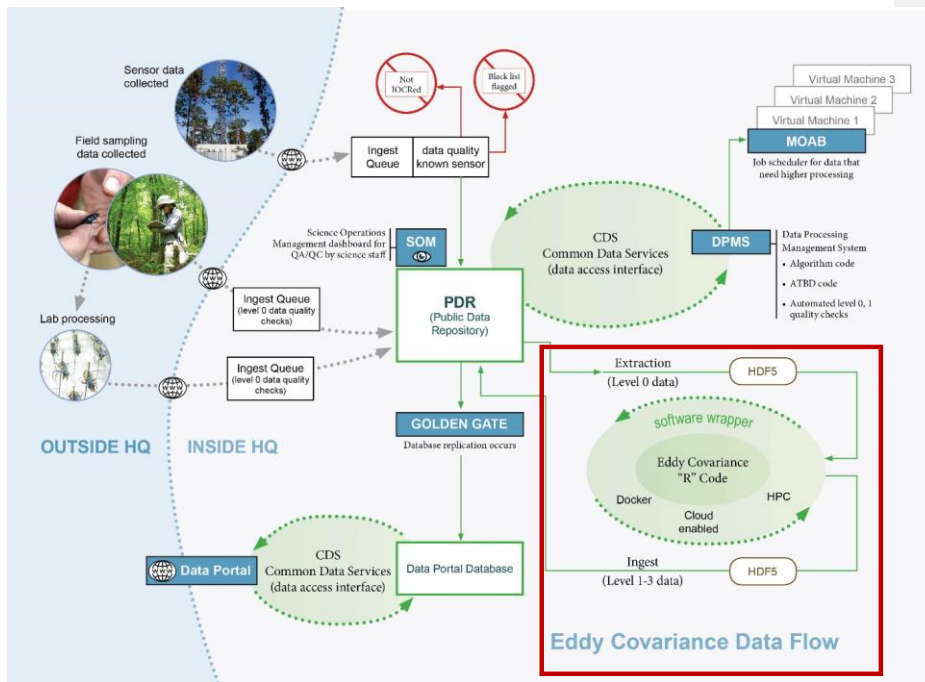 Sensor data
collected
Field sampling
data collected
Lab processing
OUTSIDE HQ
INSIDE HQ
www
www
www
Not
IOCRed
Black list
flagged
Ingest
Queue
data quality
known sensor
Virtual Machine 3
Virtual Machine 2
Virtual Machine 1
MOAB
Job scheduler for data that
need higher processing
Science Operations
Management dashboard for
QA/QC by science staff
SOM
CDS
Common Data Services
(data access interface)
DPMS
Data Processing
Management System
• Algorithm code
• ATBD code
• Automated level 0, 1
quality checks
Ingest Queue
(level 0 data quality
checks)
Ingest Queue
(level 0 data quality
checks)
PDR
(Public Data
Repository)
GOLDEN GATE
Database replication occurs
Extraction
(Level 0 data)
HDF5
software wrapper
Eddy Covariance
"R" Code
Docker
Cloud
enabled
HPC
Ingest
(Level 1-3 data)
HDF5
www
Data Portal
CDS
Common Data Services
(data access interface)
Data Portal Database
Eddy Covariance Data Flow